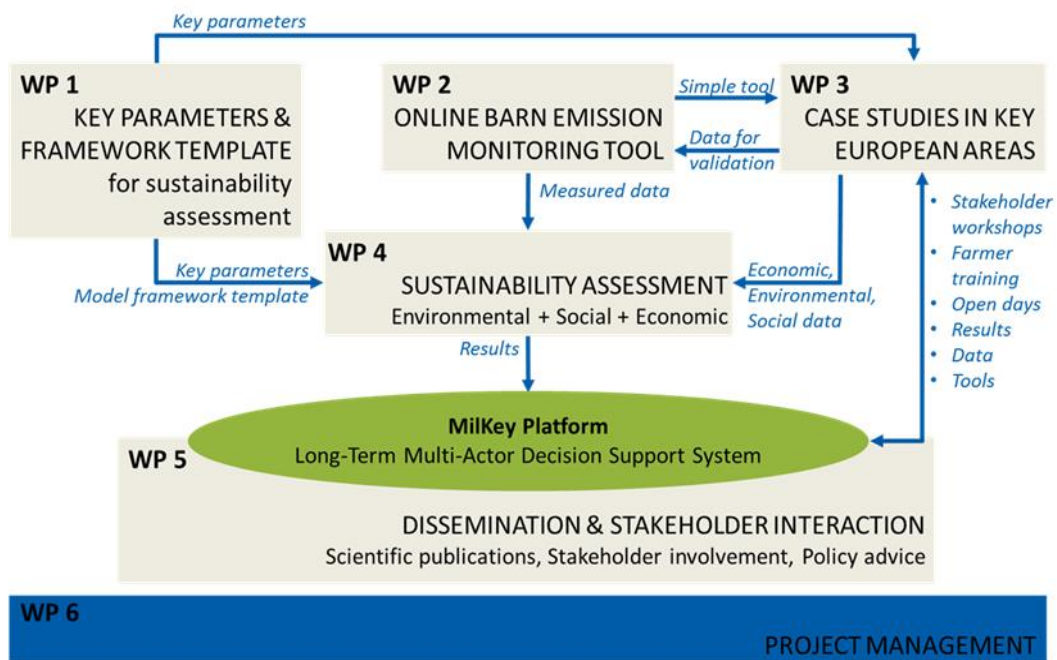 Key parameters
WP 1
KEY PARAMETERS &
FRAMEWORK TEMPLATE
for sustainability
assessment
WP 2
ONLINE BARN EMISSION
MONITORING TOOL
Simple tool
Data for
validation
WP 3
CASE STUDIES IN KEY
EUROPEAN AREAS
Measured data
Key parameters
Model framework template
WP 4
SUSTAINABILITY ASSESSMENT
Environmental + Social + Economic
Economic,
Environmental,
Social data
• Stakeholder
workshops
• Farmer
training
• Open days
• Results
• Data
• Tools
Results
MilKey Platform
Long-Term Multi-Actor Decision Support System
WP 5
DISSEMINATION & STAKEHOLDER INTERACTION
Scientific publications, Stakeholder involvement, Policy advice
WP 6
PROJECT MANAGEMENT